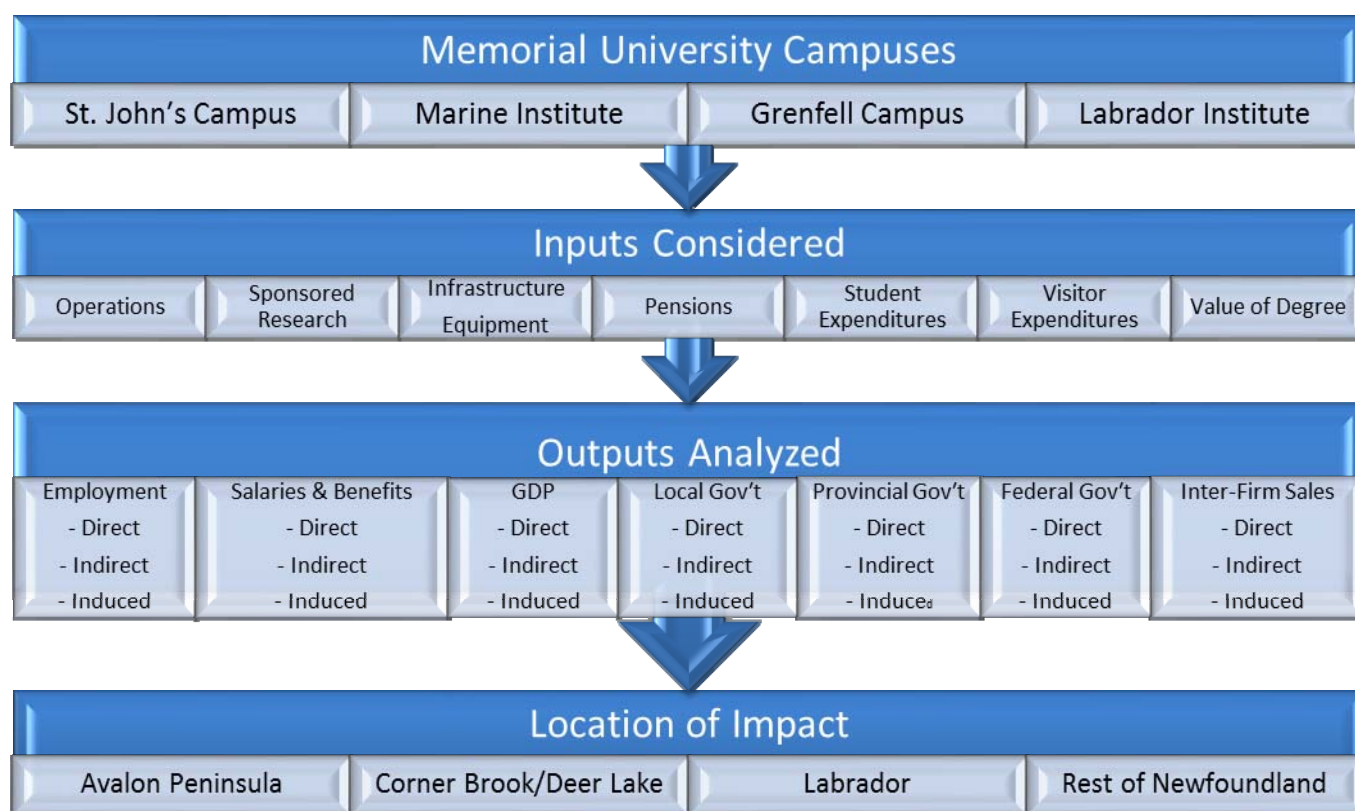 Memorial University Campuses
St. John's Campus
Marine Institute
Grenfell Campus
Labrador Institute
Inputs Considered
Operations
Sponsored
Research
Infrastructure
Equipment
Pensions
Student
Expenditures
Visitor
Expenditures
Value of Degree
Outputs Analyzed
Employment
- Direct
- Indirect
- Induced
Salaries & Benefits
- Direct
- Indirect
- Induced
GDP
- Direct
- Indirect
- Induced
Local Gov't
- Direct
- Indirect
- Induced
Provincial Gov't
- Direct
- Indirect
- Induced
Federal Gov't
- Direct
- Indirect
- Induced
Inter-Firm Sales
- Direct
- Indirect
- Induced
Location of Impact
Avalon Peninsula
Corner Brook/Deer Lake
Labrador
Rest of Newfoundland